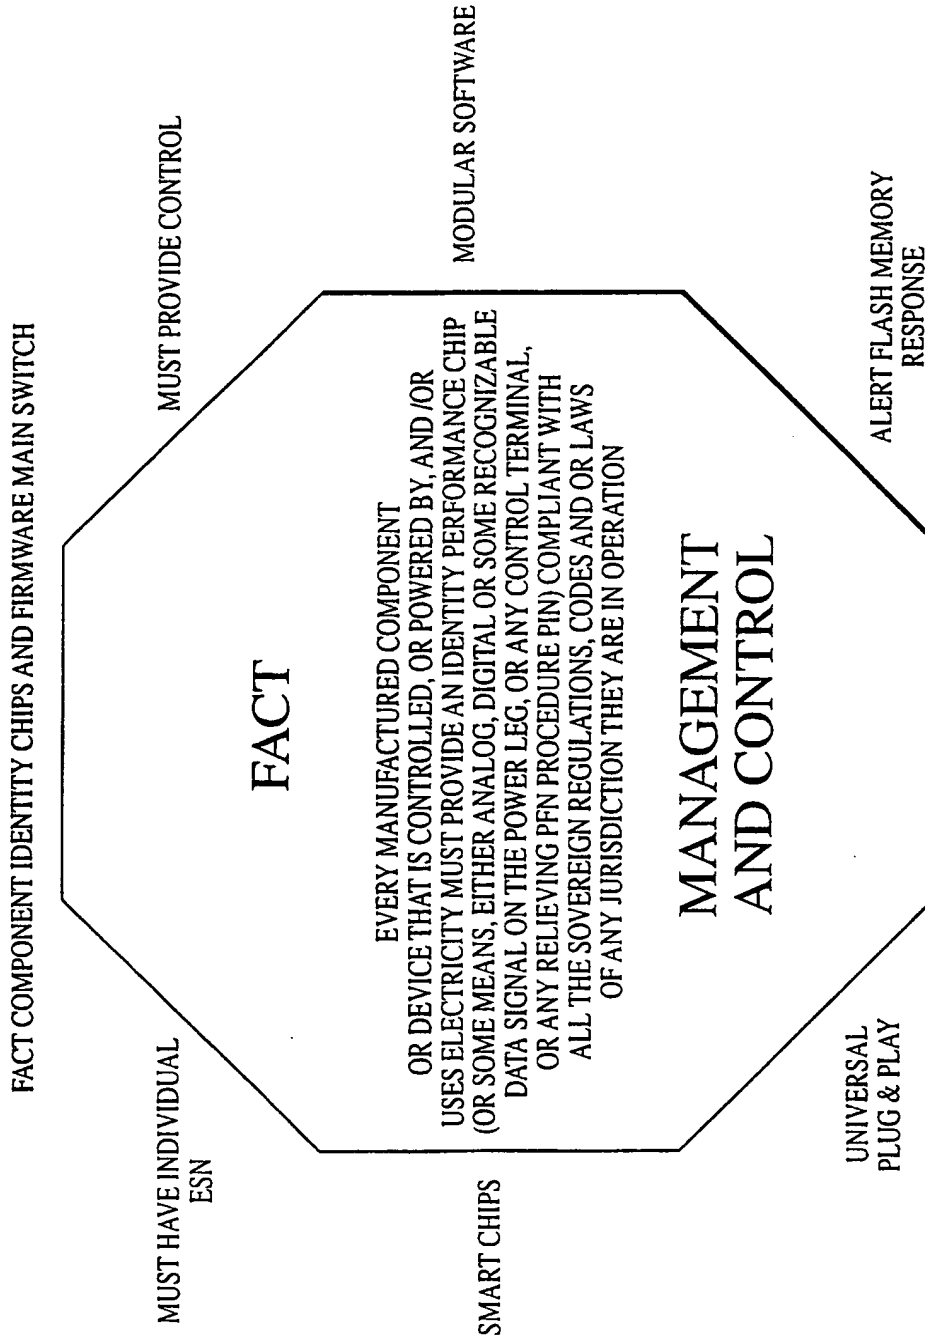 FACT COMPONENT IDENTITY CHIPS AND FIRMWARE MAIN SWITCH
MUST HAVE INDIVIDUAL
ESN
MUST PROVIDE CONTROL
FACT
EVERY MANUFACTURED COMPONENT
OR DEVICE THAT IS CONTROLLED, OR POWERED BY, AND /OR
USES ELECTRICITY MUST PROVIDE AN IDENTITY PERFORMANCE CHIP
(OR SOME MEANS, EITHER ANALOG, DIGITAL OR SOME RECOGNIZABLE
DATA SIGNAL ON THE POWER LEG, OR ANY CONTROL TERMINAL,
OR ANY RELIEVING PFN PROCEDURE PIN) COMPLIANT WITH
ALL THE SOVEREIGN REGULATIONS, CODES AND OR LAWS
OF ANY JURISDICTION THEY ARE IN OPERATION
SMART CHIPS
MODULAR SOFTWARE
MANAGEMENT
AND CONTROL
UNIVERSAL
PLUG & PLAY
ALERT FLASH MEMORY
RESPONSE